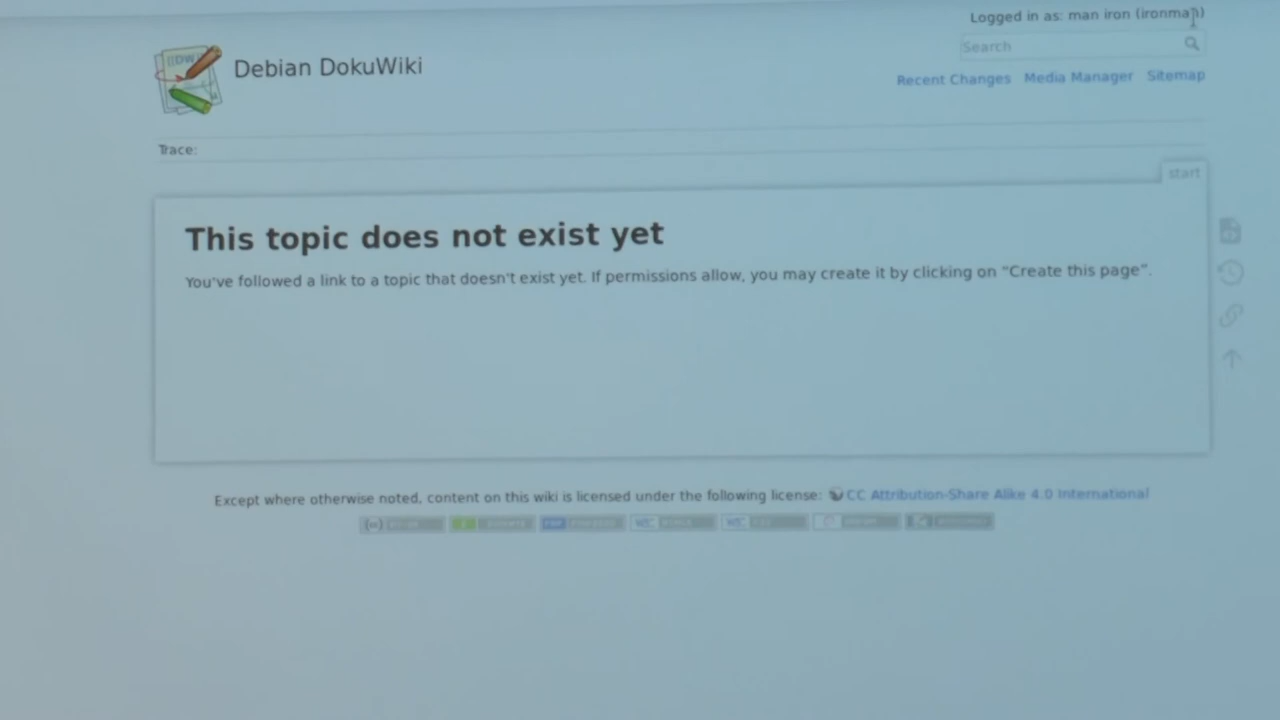 Logged in as: man iron (ironman)
[[DW
Debian DokuWiki
Search
Recent Changes Media Manager Sitemap
Trace:
start
This topic does not exist yet
You've followed a link to a topic that doesn't exist yet. If permissions allow, you may create it by clicking on “Create this page”.
Except where otherwise noted, content on this wiki is licensed under the following license: CC Attribution-Share Alike 4.0 International